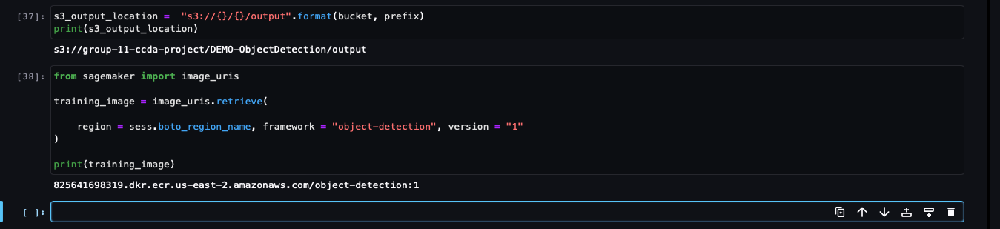 [37]: s3_output_location =  "s3://{}/{}/output".format(bucket, prefix)
print(s3_output_location)
s3://group-11-ccda-project/DEMO-ObjectDetection/output
[38]: from sagemaker import image_uris
training_image = image_uris.retrieve(
region = sess.boto_region_name, framework = "object-detection", version = "1"
)
print(training_image)
825641698319.dkr.ecr.us-east-2.amazonaws.com/object-detection:1
[ ]: